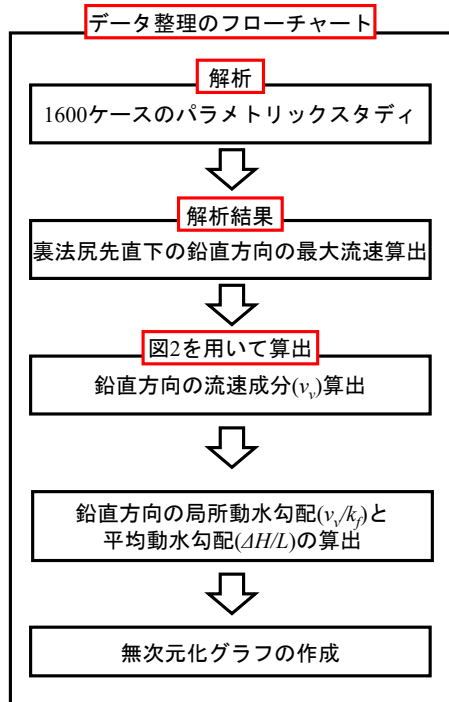 データ整理のフローチャート
解析
1600ケースのパラメトリックスタディ
解析結果
裏法尻先直下の鉛直方向の最大流速算出
図2を用いて算出
鉛直方向の流速成分(vv)算出
鉛直方向の局所動水勾配(vv/kf)と
平均動水勾配(ΔH/L)の算出
無次元化グラフの作成